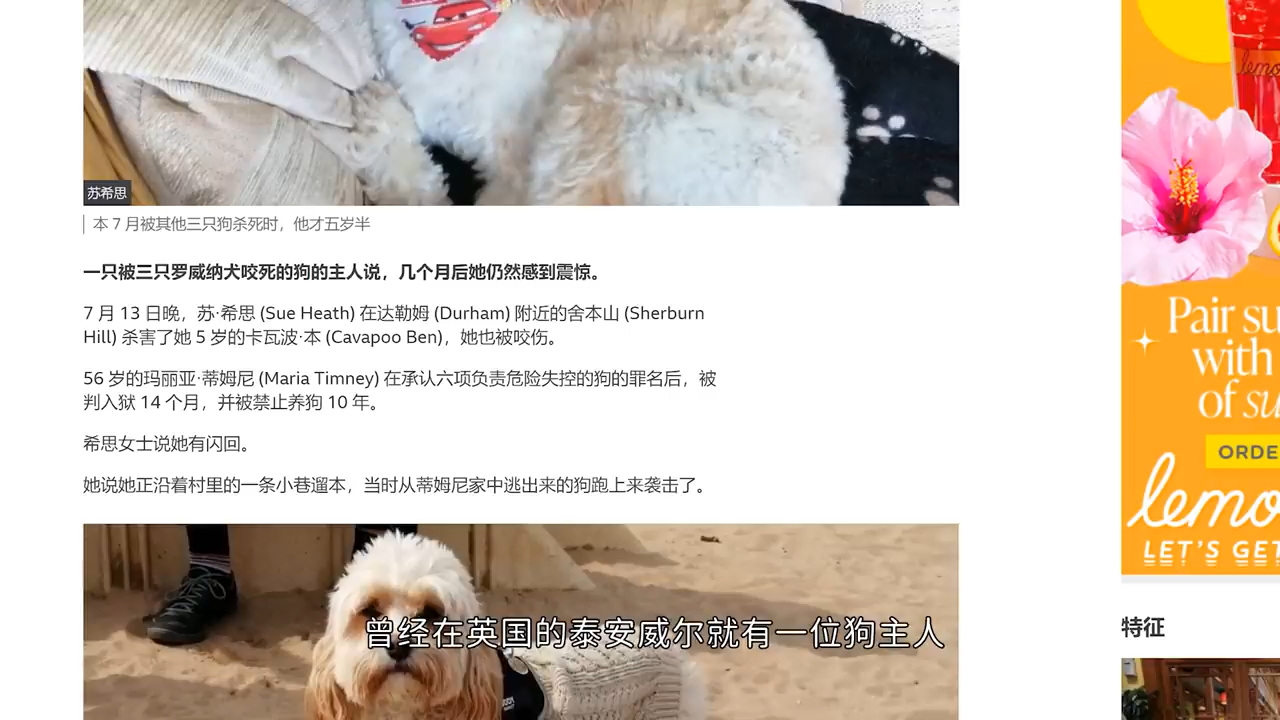 苏希思
本 7 月被其他三只狗杀死时，他才五岁半
一只被三只罗威纳犬咬死的狗的主人说，几个月后她仍然感到震惊。
7 月 13 日晚，苏·希思 (Sue Heath) 在达勒姆 (Durham) 附近的舍本山 (Sherburn
Hill) 杀害了她 5 岁的卡瓦波·本 (Cavapoo Ben)，她也被咬伤。
56 岁的玛丽亚·蒂姆尼 (Maria Timney) 在承认六项负责危险失控的狗的罪名后，被
判入狱 14 个月，并被禁止养狗 10 年。
希思女士说她有闪回。
她说她正沿着村里的一条小巷遛本，当时从蒂姆尼家中逃出来的狗跑上来袭击了。
曾经在英国的泰安威尔就有一位狗主人
lemo
Pair su
with
of su
ORDE
lemo
LET'S GET
特征